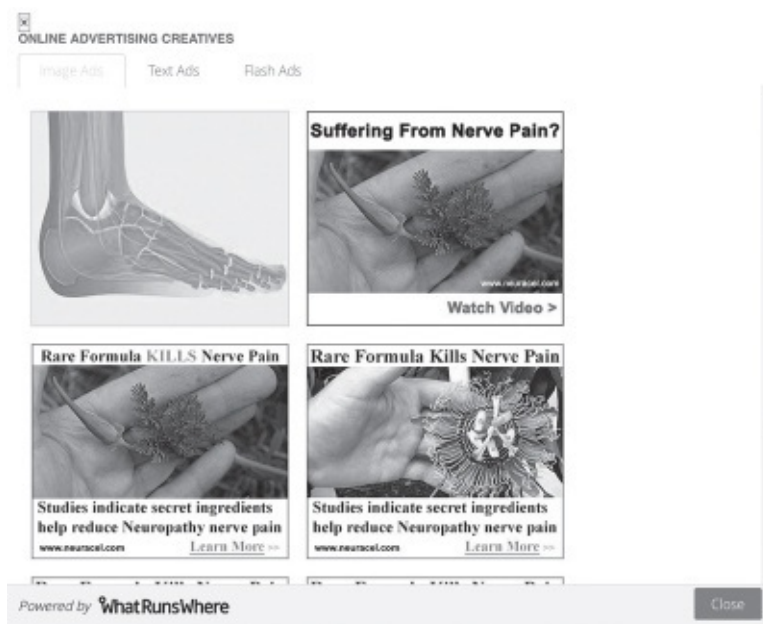 ONLINE ADVERTISING CREATIVES
Image Ads Text Ads Flash Ads
Suffering From Nerve Pain?
www.neuracel.com
Watch Video >
Rare Formula KILLS Nerve Pain
Studies indicate secret ingredients
help reduce Neuropathy nerve pain
www.neuracel.com Learn More >>
Rare Formula Kills Nerve Pain
Studies indicate secret ingredients
help reduce Neuropathy nerve pain
www.neuracel.com Learn More >>
Powered by WhatRunsWhere
Close